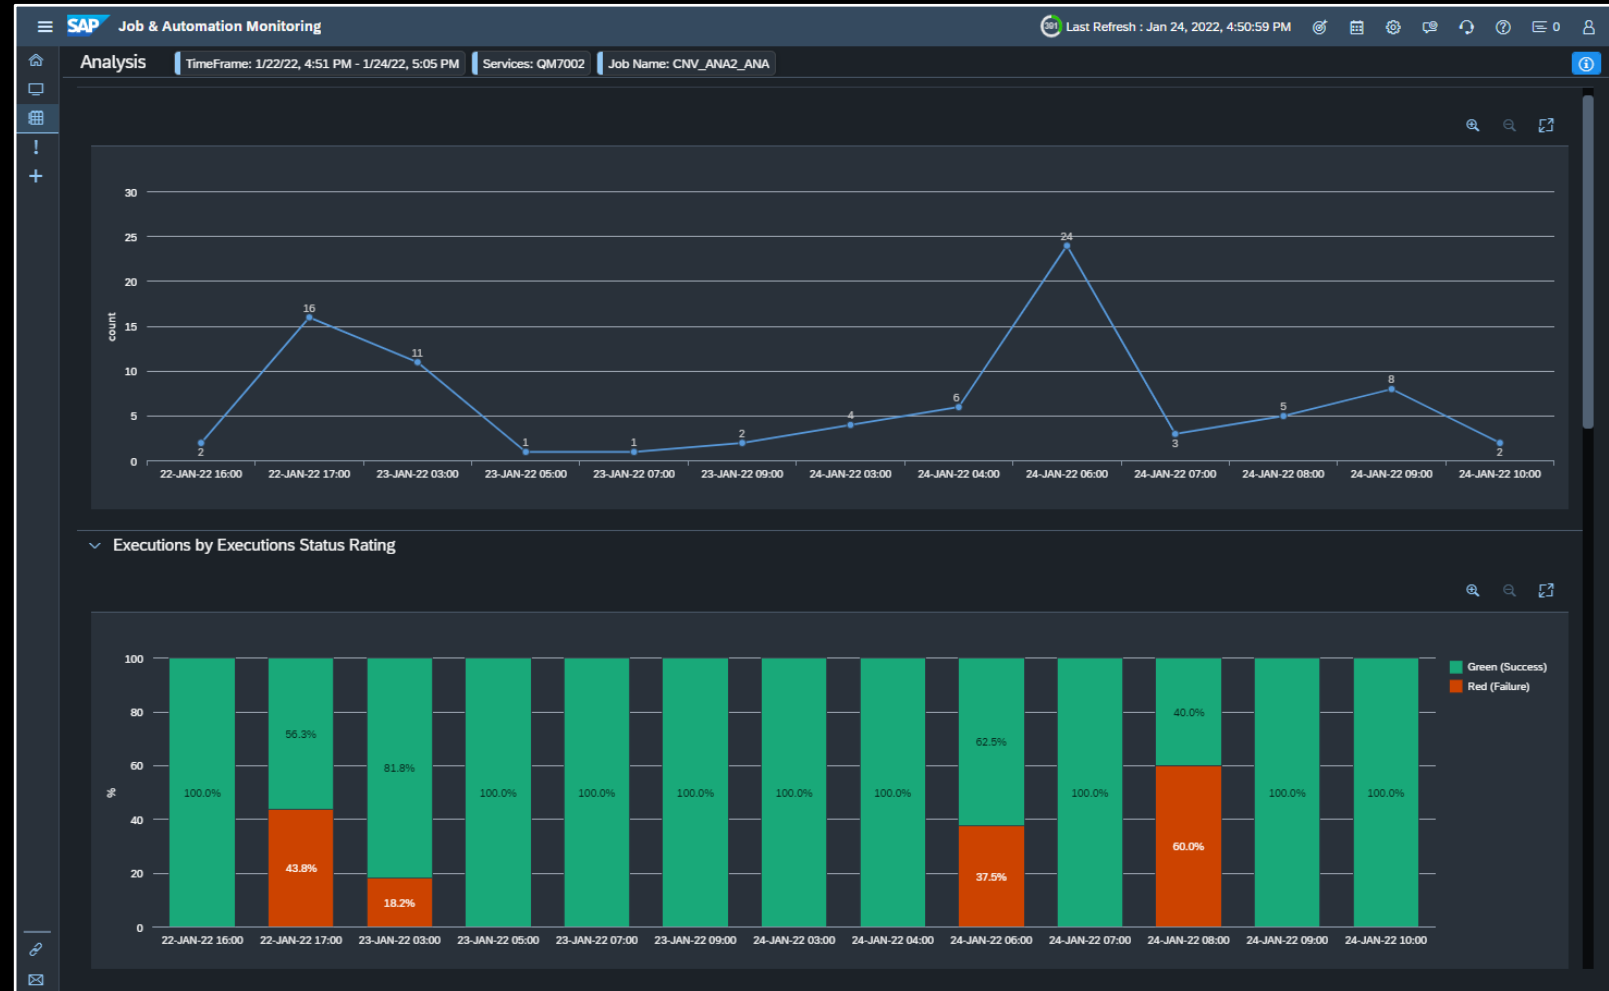 SAP Job & Automation Monitoring
391 Last Refresh : Jan 24, 2022, 4:50:59 PM 0
Analysis TimeFrame: 1/22/22, 4:51 PM - 1/24/22, 5:05 PM Services: QM7002 Job Name: CNV_ANA2_ANA
30
25
20
15
10
5
0
count
2 16 11 1 1 2 4 6 24 3 5 8 2
22-JAN-22 16:00 22-JAN-22 17:00 23-JAN-22 03:00 23-JAN-22 05:00 23-JAN-22 07:00 23-JAN-22 09:00 24-JAN-22 03:00 24-JAN-22 04:00 24-JAN-22 06:00 24-JAN-22 07:00 24-JAN-22 08:00 24-JAN-22 09:00 24-JAN-22 10:00
Executions by Executions Status Rating
100
80
60
40
20
0
%
56.3% 81.8% 62.5% 40.0%
100.0% 100.0% 100.0% 100.0% 100.0% 100.0% 100.0% 100.0% 100.0%
43.8% 18.2% 37.5% 60.0%
22-JAN-22 16:00 22-JAN-22 17:00 23-JAN-22 03:00 23-JAN-22 05:00 23-JAN-22 07:00 23-JAN-22 09:00 24-JAN-22 03:00 24-JAN-22 04:00 24-JAN-22 06:00 24-JAN-22 07:00 24-JAN-22 08:00 24-JAN-22 09:00 24-JAN-22 10:00
Green (Success)
Red (Failure)